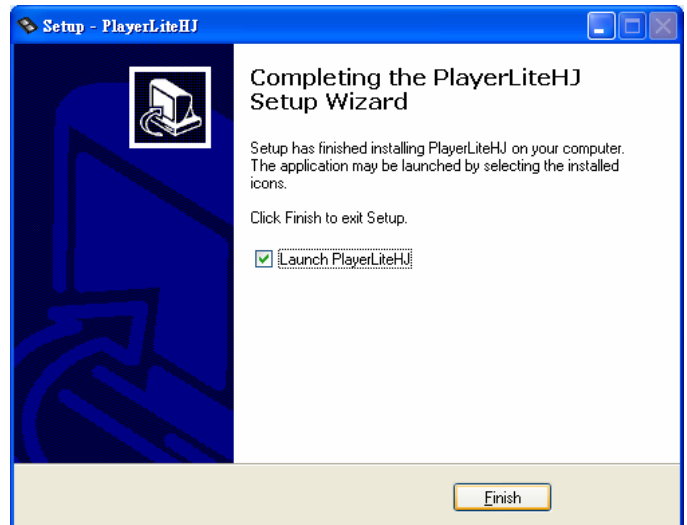 Setup - PlayerLiteHJ
Completing the PlayerLiteHJ
Setup Wizard
Setup has finished installing PlayerLiteHJ on your computer.
The application may be launched by selecting the installed
icons.
Click Finish to exit Setup.
Launch PlayerLiteHJ
Finish